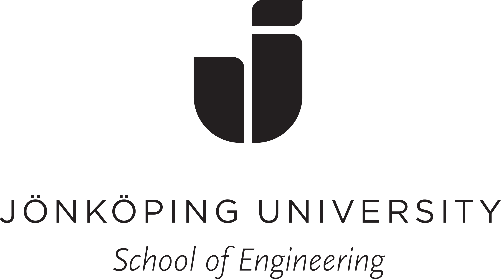 JÖNKÖPING UNIVERSITY
School of Engineering